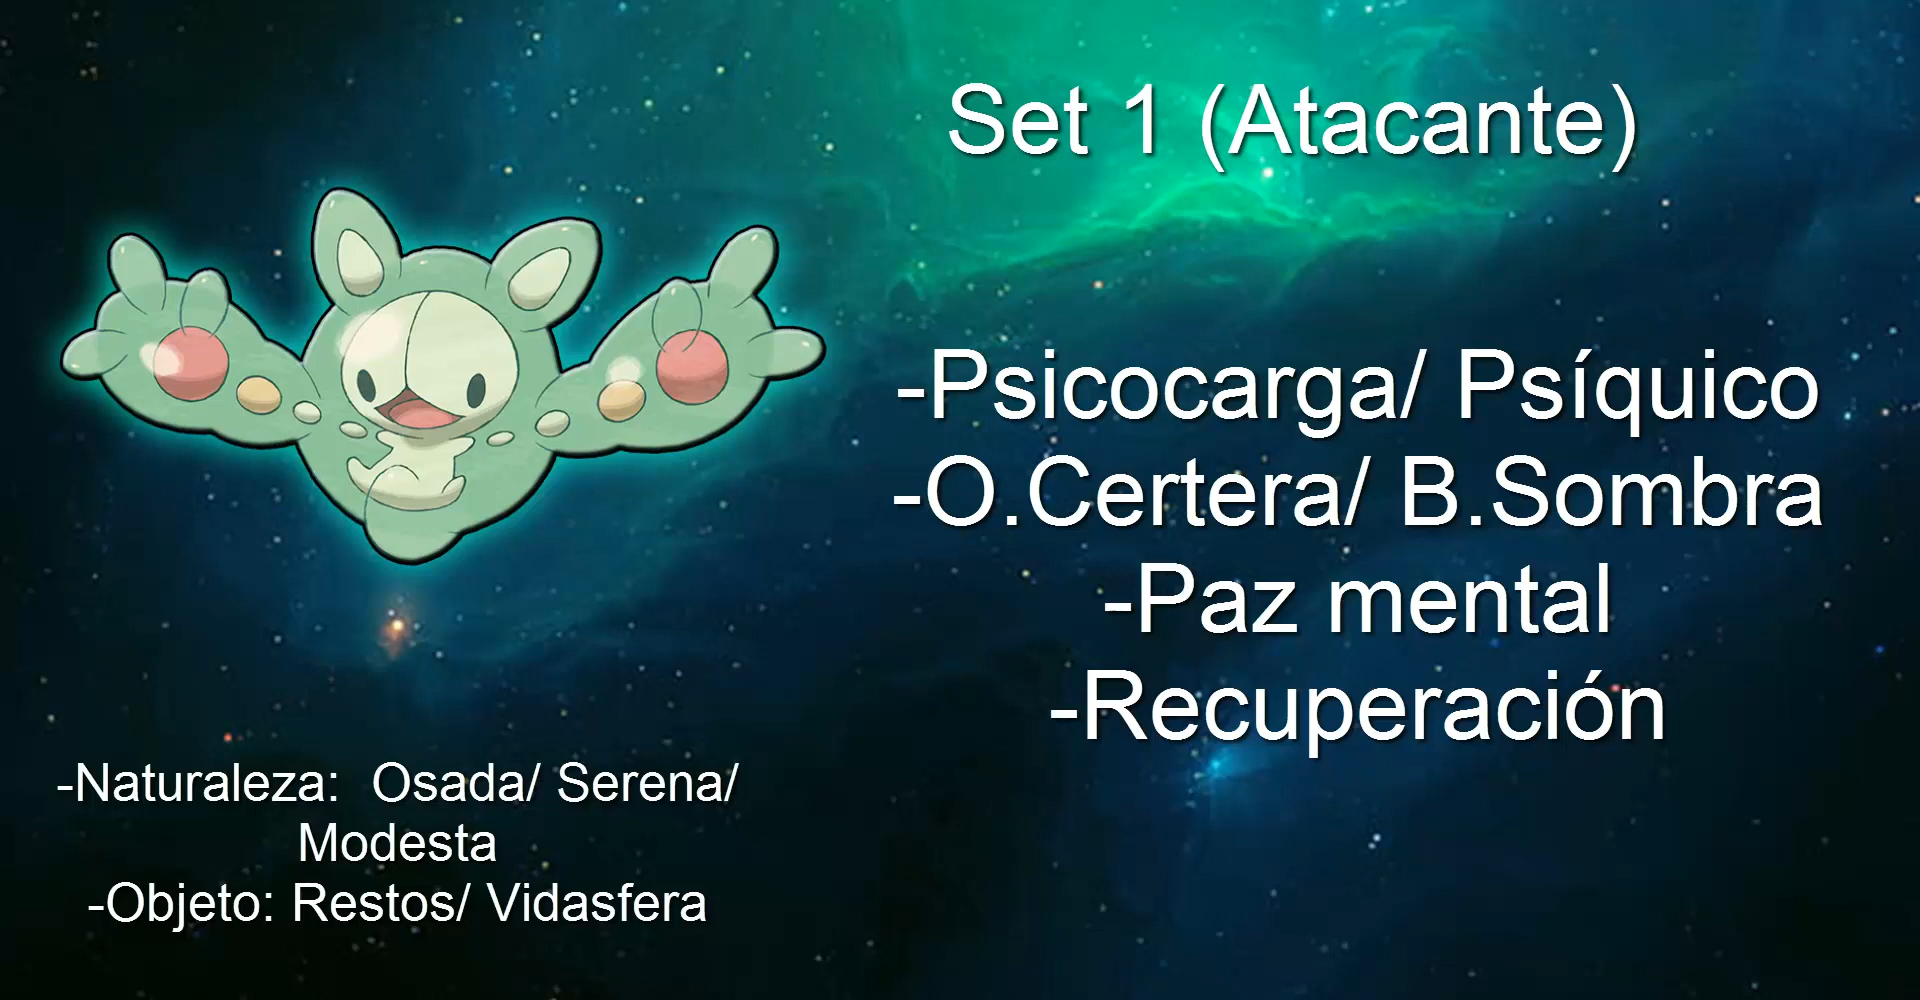 Set 1 (Atacante)
-Psicocarga/ Psíquico
-O.Certera/ B.Sombra
-Paz mental
-Recuperación
-Naturaleza:  Osada/ Serena/
Modesta
-Objeto: Restos/ Vidasfera